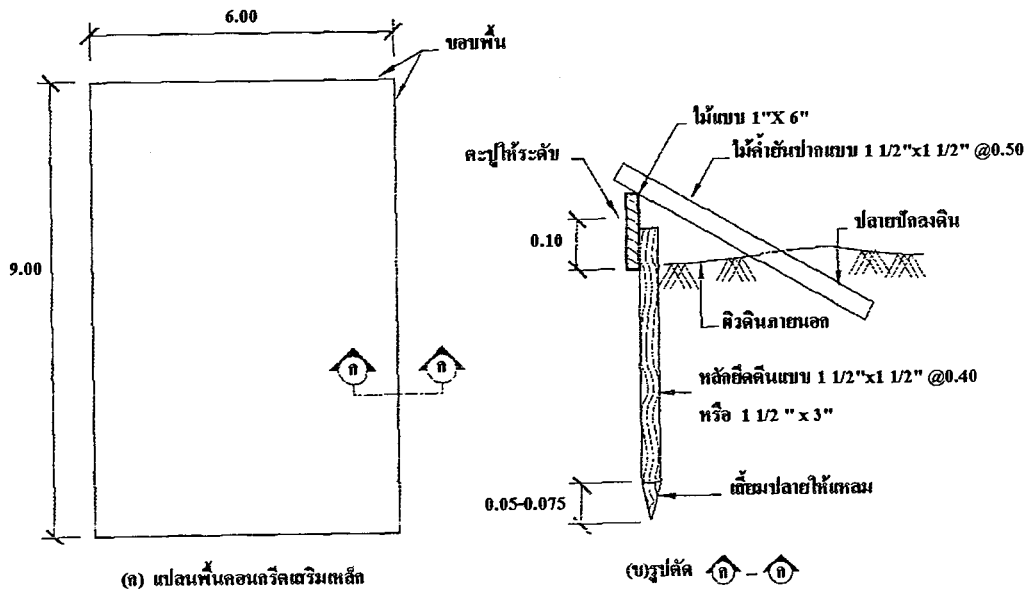 6.00
ขอบพื้น
9.00
ก ก
(ก) แปลนพื้นคอนกรีตเสริมเหล็ก
ไม้แบบ 1"X 6"
ตะปูให้ระดับ
ไม้ค้ำยันปากแบบ 1 1/2"x1 1/2" @0.50
0.10
ปลายปักลงดิน
ผิวดินภายนอก
หลักยึดตีนแบบ 1 1/2"x1 1/2" @0.40
หรือ 1 1/2 " x 3"
0.05-0.075
เสี้ยมปลายให้แหลม
(ข)รูปตัด ก - ก